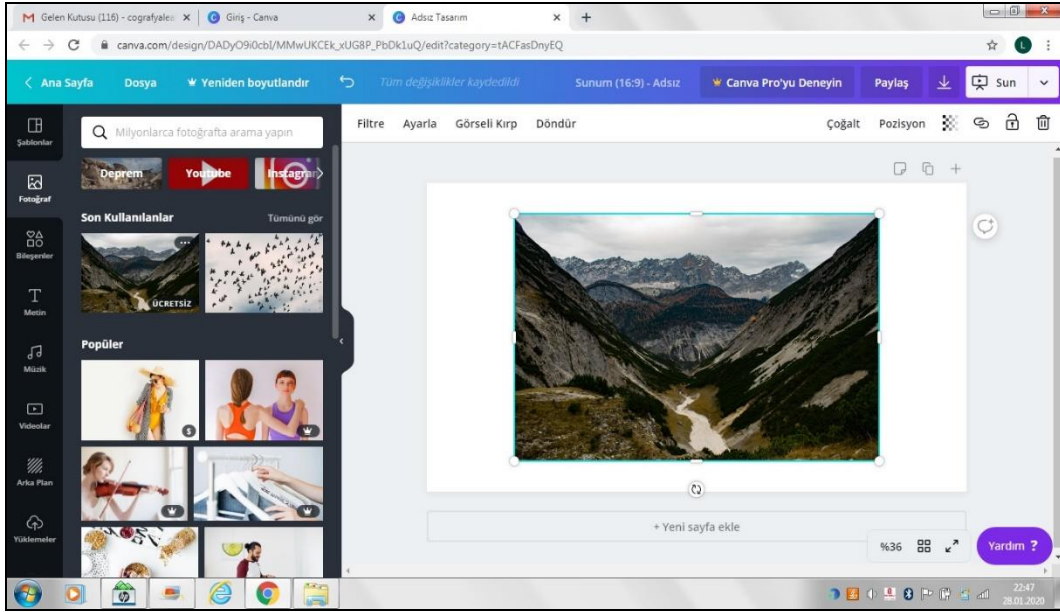 Gelen Kutusu (116) - cografyalea
Giriş - Canva
Adsız Tasarım
canva.com/design/DADyO9i0cbI/MMwUKCEk_xUG8P_PbDk1uQ/edit?category=tACFasDnyEQ
L
Ana Sayfa
Dosya
Yeniden boyutlandır
Tüm değişiklikler kaydedildi
Sunum (16:9) - Adsız
Canva Pro'yu Deneyin
Paylaş
Sun
Şablonlar
Fotoğraf
Bileşenler
Metin
Müzik
Videolar
Arka Plan
Yüklemeler
Milyonlarca fotoğrafta arama yapın
Deprem
Youtube
Instagram
Son Kullanılanlar
Tümünü gör
ÜCRETSİZ
Popüler
$
Filtre
Ayarla
Görseli Kırp
Döndür
Çoğalt
Pozisyon
+ Yeni sayfa ekle
%36
Yardım ?
22:47
28.01.2020